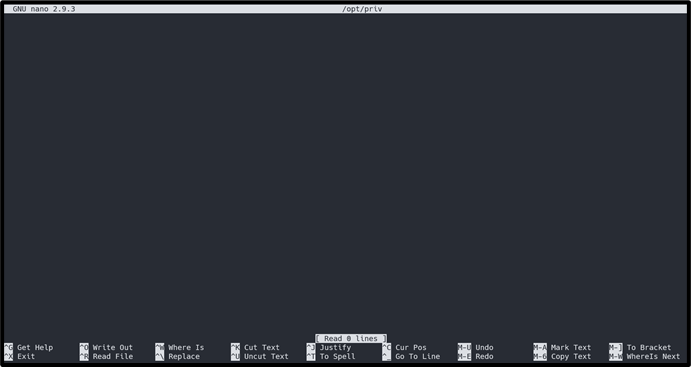 GNU nano 2.9.3 /opt/priv
[ Read 0 lines ]
^G Get Help ^O Write Out ^W Where Is ^K Cut Text ^J Justify ^C Cur Pos M-U Undo M-A Mark Text M-] To Bracket
^X Exit ^R Read File ^\ Replace ^U Uncut Text ^T To Spell ^_ Go To Line M-E Redo M-6 Copy Text M-W WhereIs Next